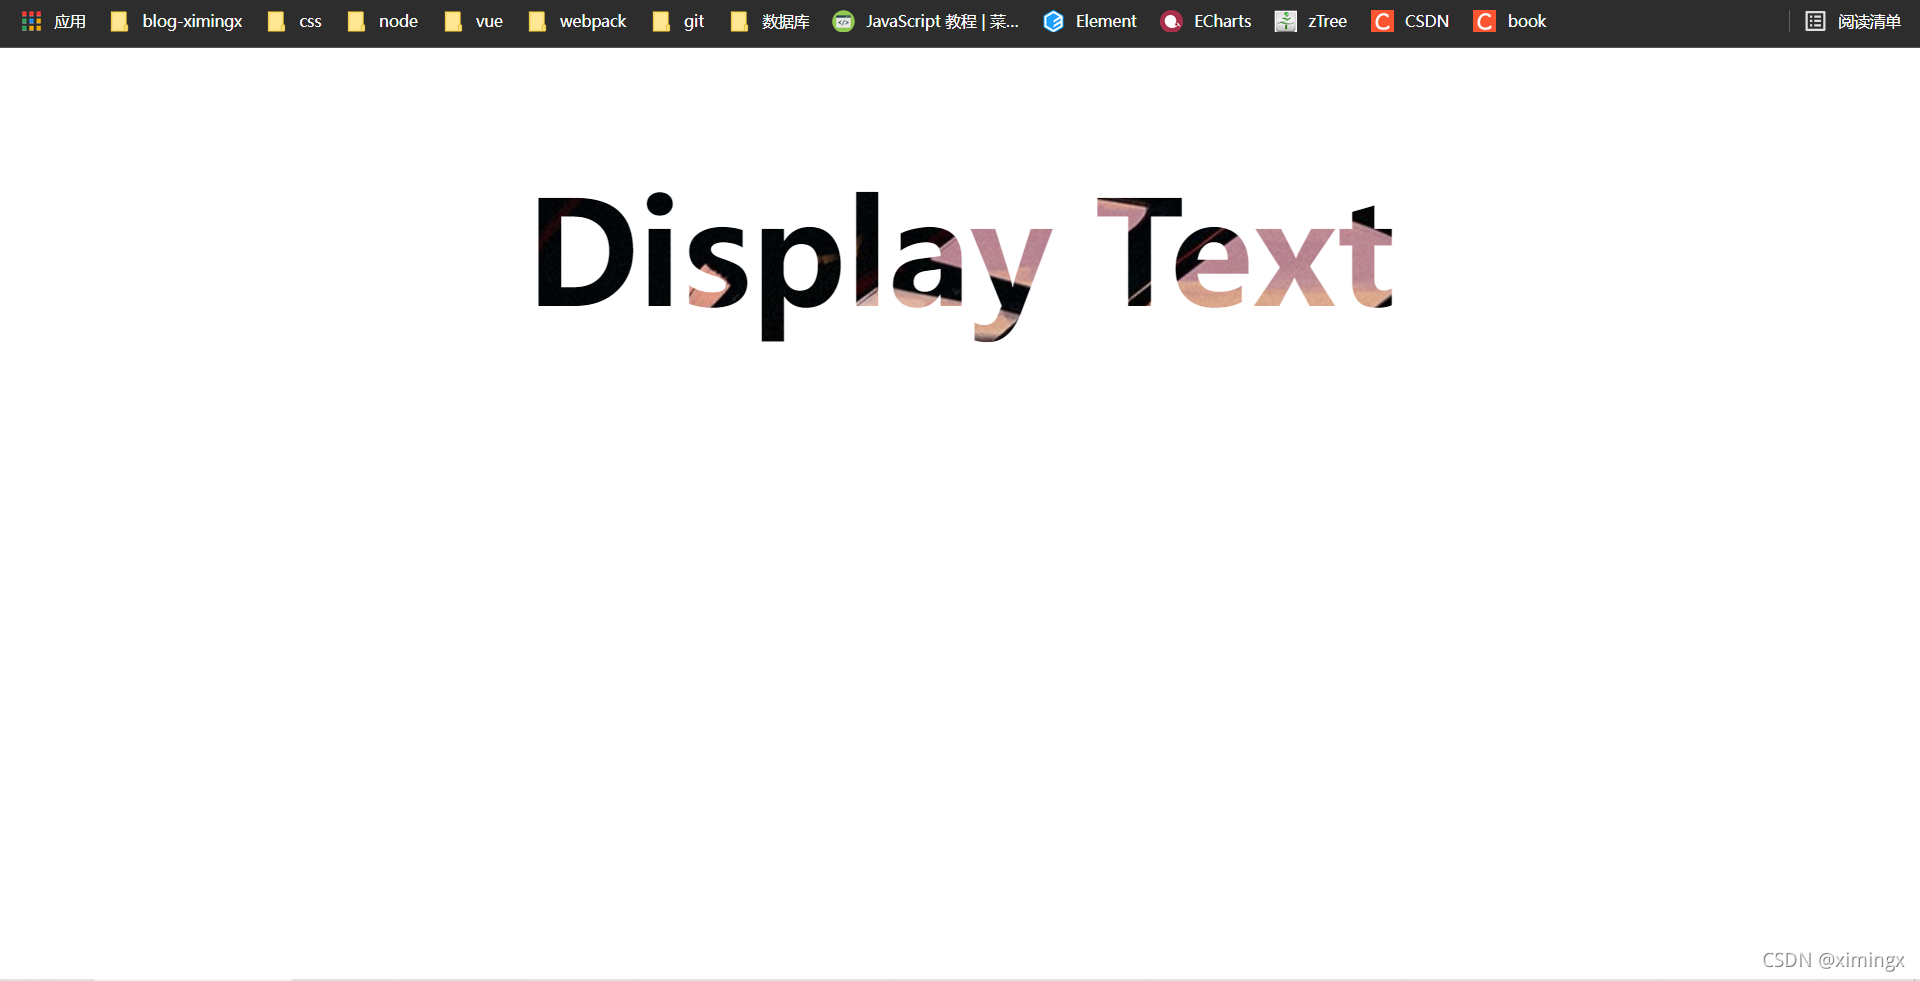 应用 blog-ximingx css node vue webpack git 数据库 JavaScript 教程 | 菜... Element ECharts zTree CSDN book 阅读清单
Display Text
CSDN @ximingx